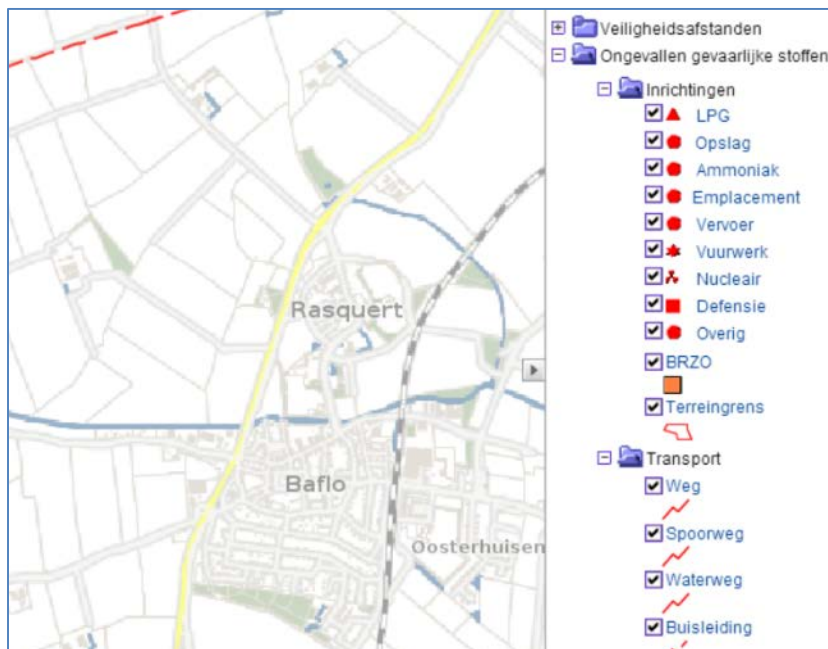 Rasquert
Baflo
Oosterhuisen
Veiligheidsafstanden
Ongevallen gevaarlijke stoffen
Inrichtingen
LPG
Opslag
Ammoniak
Emplacement
Vervoer
Vuurwerk
Nucleair
Defensie
Overig
BRZO
Terreingrens
Transport
Weg
Spoorweg
Waterweg
Buisleiding